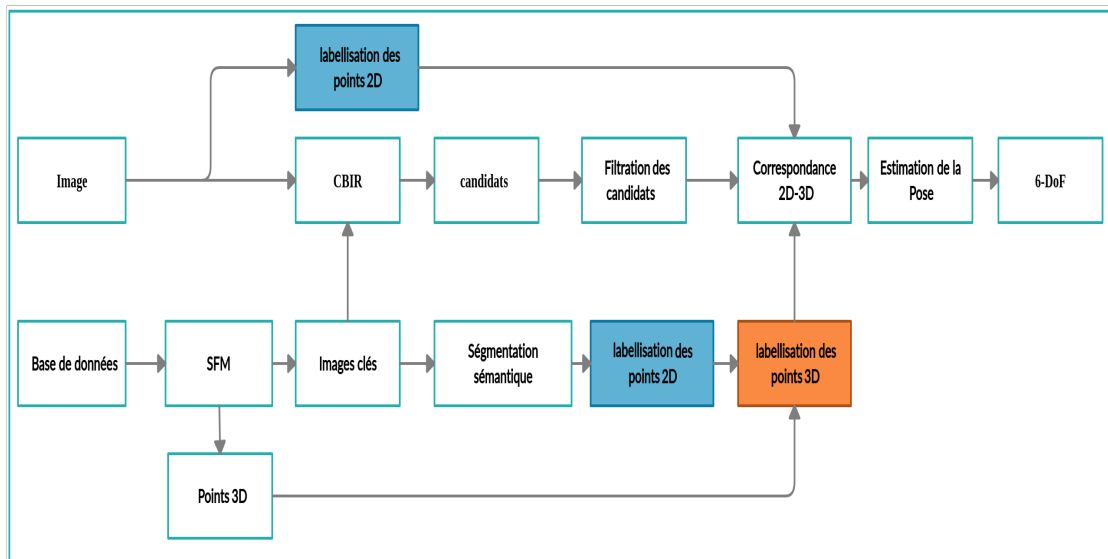 labellisation des
points 2D
Image
CBIR
candidats
Filtration des
candidats
Correspondance
2D-3D
Estimation de la
Pose
6-DoF
Base de données
SFM
Images clés
Ségmentation
sémantique
labellisation des
points 2D
labellisation des
points 3D
Points 3D